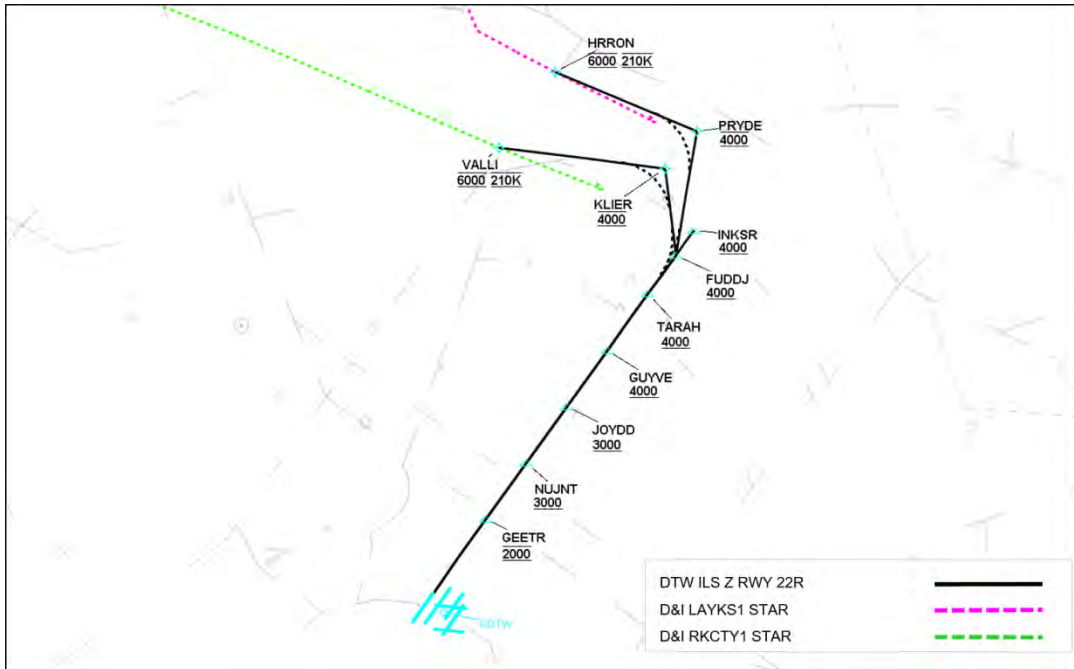 HRRON
6000 210K
PRYDE
4000
VALLI
6000 210K
KLIER
4000
INKSR
4000
FUDDJ
4000
TARAH
4000
GUYVE
4000
JOYDD
3000
NUJNT
3000
GEETR
2000
DTW ILS Z RWY 22R
D&I LAYKS1 STAR
D&I RKCTY1 STAR